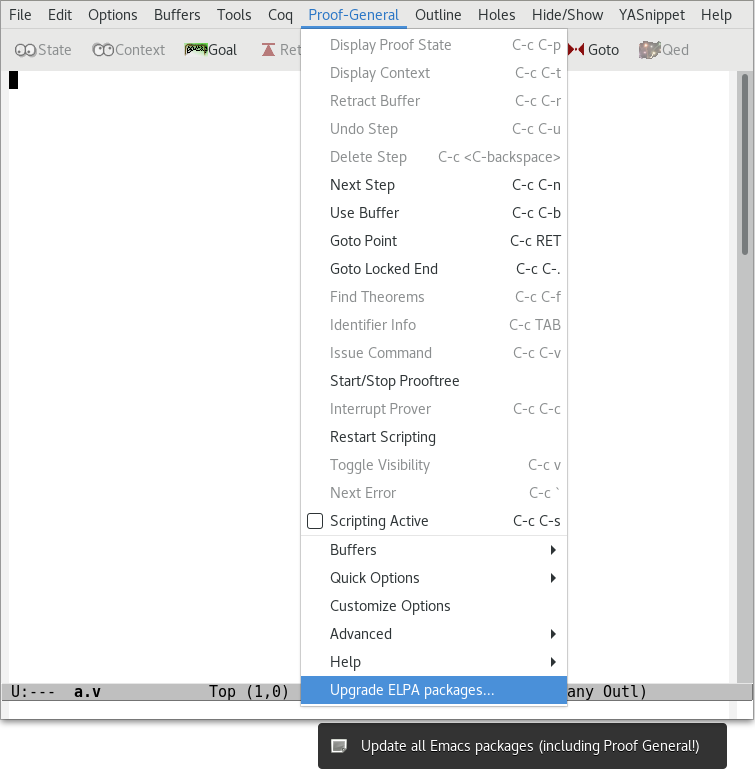 File Edit Options Buffers Tools Coq Proof-General Outline Holes Hide/Show YASnippet Help
State Context Goal Ret Goto Qed
Display Proof State C-c C-p
Display Context C-c C-t
Retract Buffer C-c C-r
Undo Step C-c C-u
Delete Step C-c <C-backspace>
Next Step C-c C-n
Use Buffer C-c C-b
Goto Point C-c RET
Goto Locked End C-c C-.
Find Theorems C-c C-f
Identifier Info C-c TAB
Issue Command C-c C-v
Start/Stop Prooftree
Interrupt Prover C-c C-c
Restart Scripting
Toggle Visibility C-c v
Next Error C-c `
Scripting Active C-c C-s
Buffers
Quick Options
Customize Options
Advanced
Help
Upgrade ELPA packages...
U:--- a.v Top (1,0) any Outl)
Update all Emacs packages (including Proof General!)